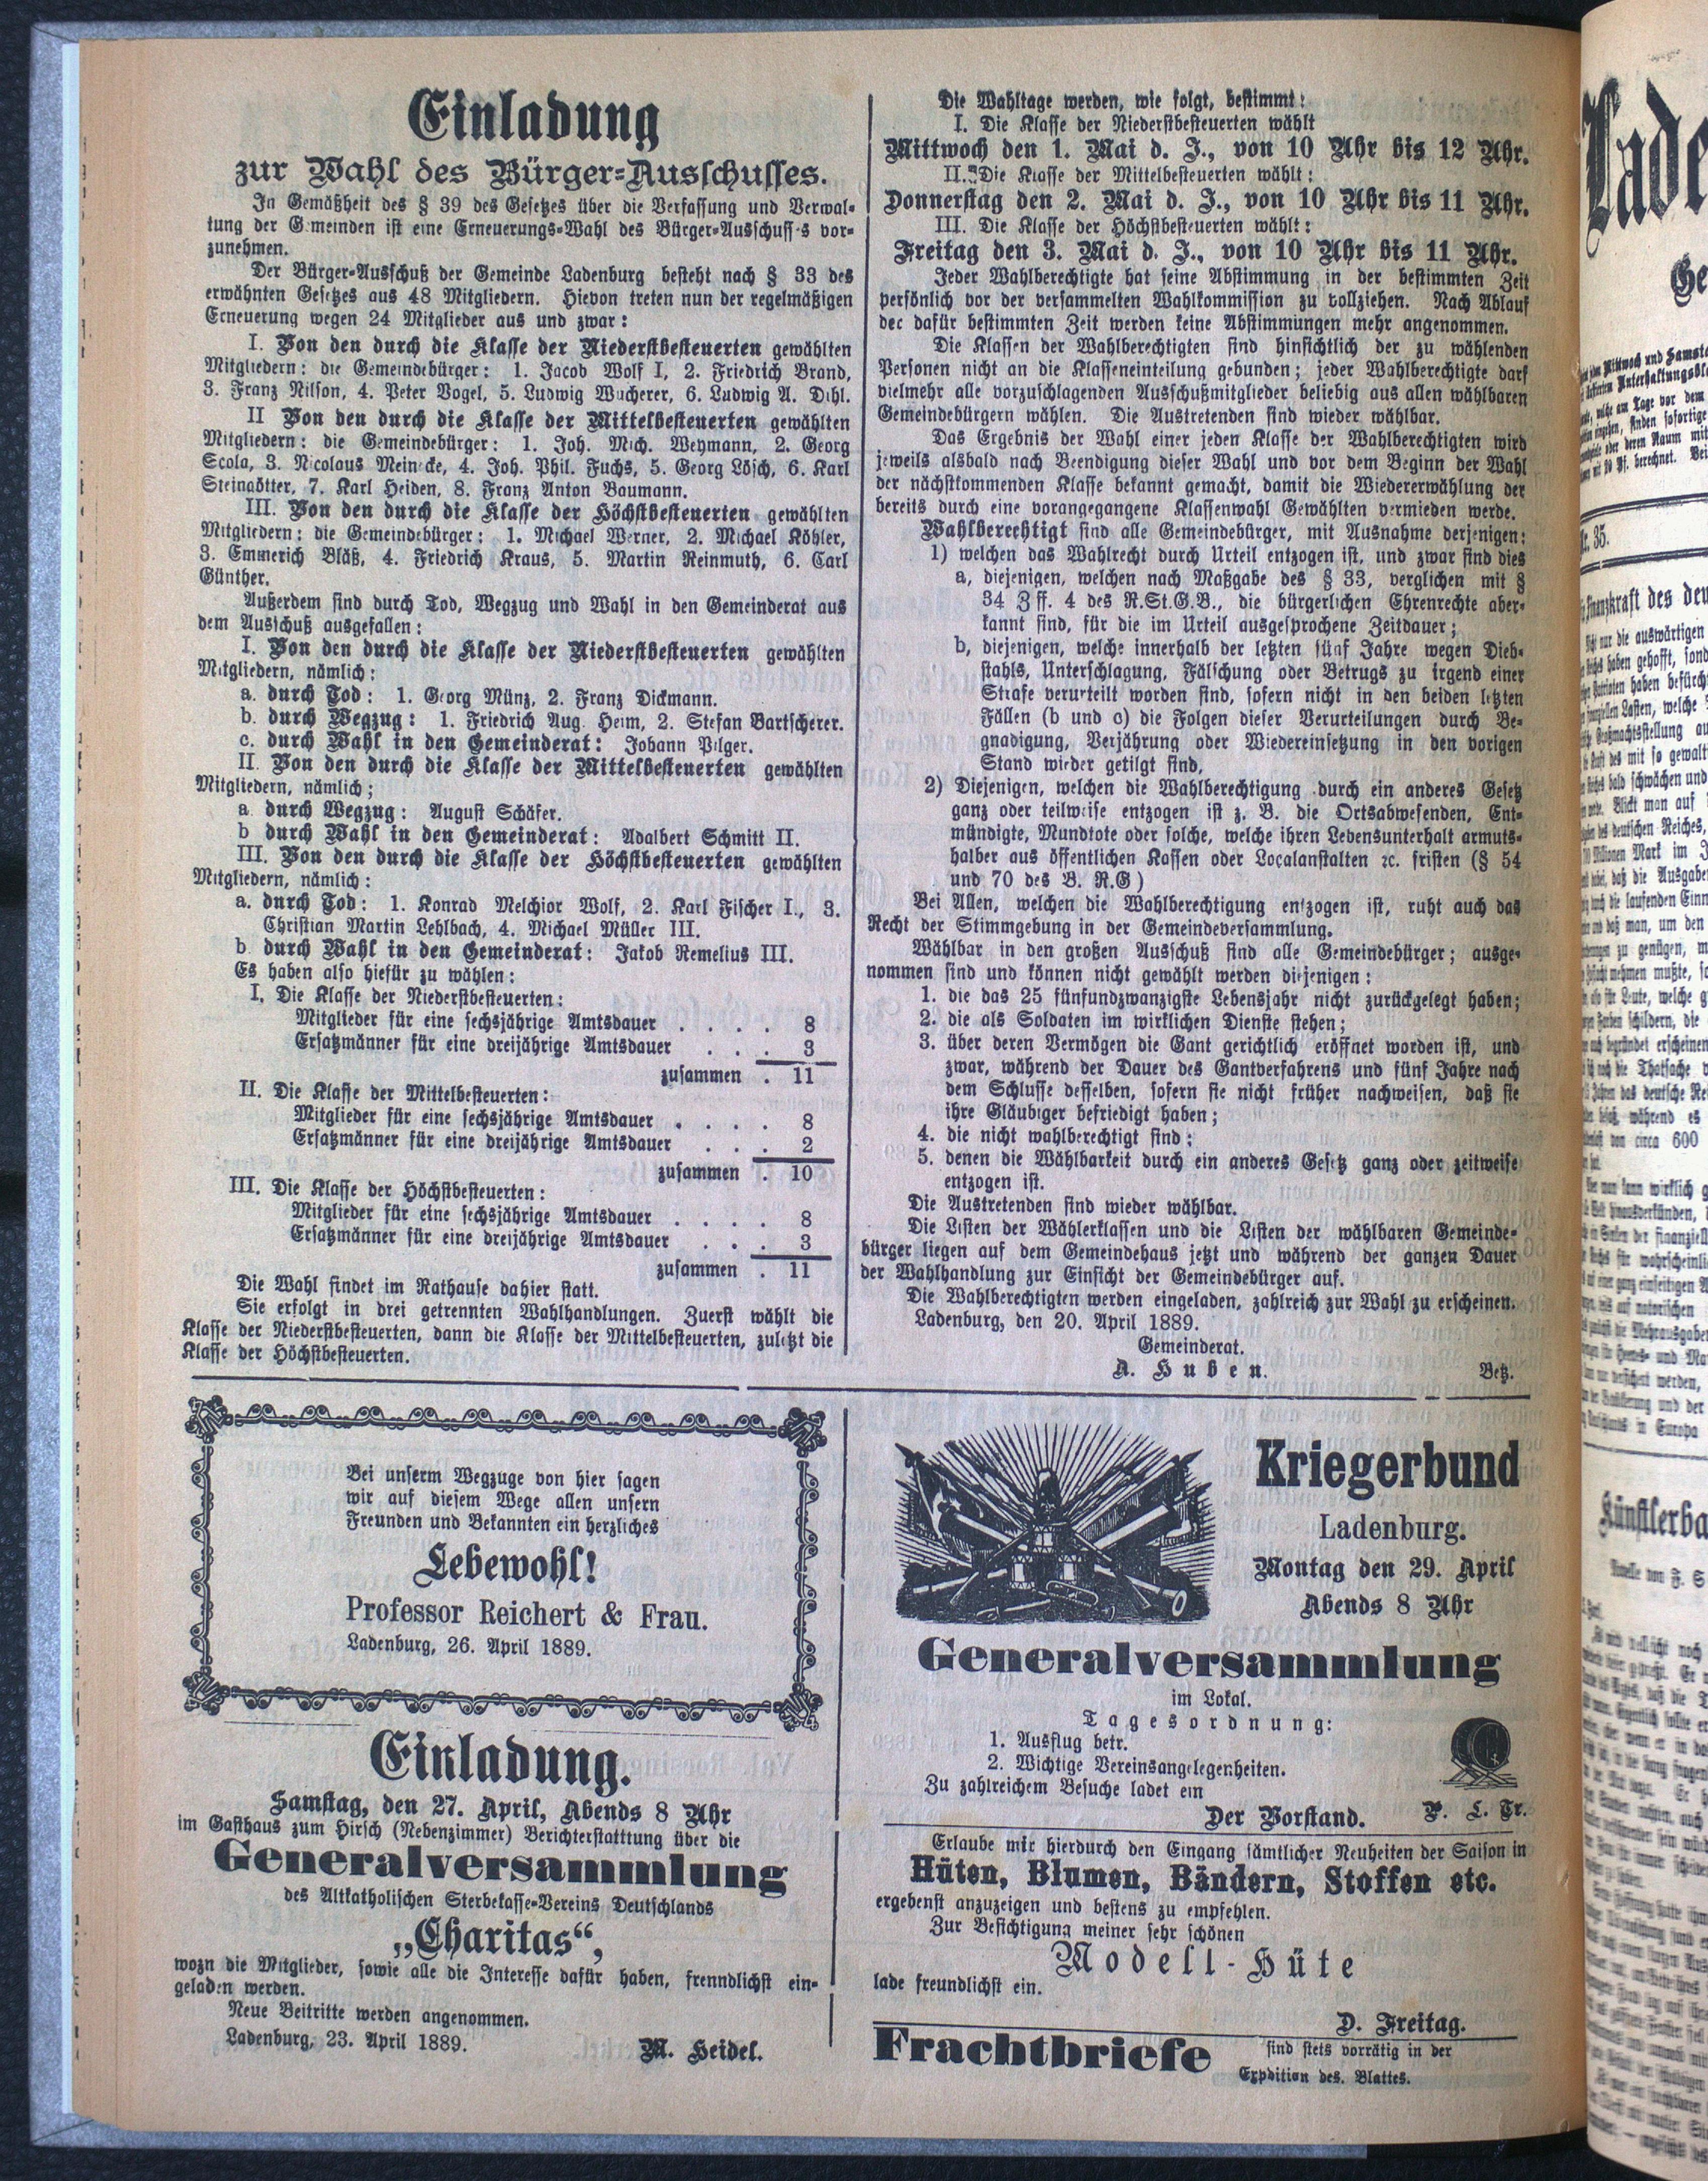 Einladung
zur Wahl des Bürger-Ausschusses.
In Gemäßheit des § 39 des Gesetzes über die Verfassung und Verwal-
tung der Gemeinden ist eine Erneuerungs-Wahl des Bürger-Ausschusses vor-
zunehmen.
Der Bürger-Ausschuß der Gemeinde Ladenburg besteht nach § 33 des
erwähnten Gesetzes aus 48 Mitgliedern. Hievon treten nun der regelmäßigen
Erneuerung wegen 24 Mitglieder aus und zwar:
I. Von den durch die Klasse der Niederstbesteuerten gewählten
Mitgliedern: die Gemeindebürger: 1. Jacob Wolf I, 2. Friedrich Brand,
3. Franz Nilson, 4. Peter Vogel, 5. Ludwig Wucherer, 6. Ludwig A. Dihl.
II Von den durch die Klasse der Mittelbesteuerten gewählten
Mitgliedern: die Gemeindebürger: 1. Joh. Mich. Weymann, 2. Georg
Scola, 3. Nicolaus Meinecke, 4. Joh. Phil. Fuchs, 5. Georg Lösch, 6. Karl
Steingötter, 7. Karl Heiden, 8. Franz Anton Baumann.
III. Von den durch die Klasse der Höchstbesteuerten gewählten
Mitgliedern: die Gemeindebürger: 1. Michael Werner, 2. Michael Köhler,
3. Emmerich Bläß, 4. Friedrich Kraus, 5. Martin Reinmuth, 6. Carl
Günther.
Außerdem sind durch Tod, Wegzug und Wahl in den Gemeinderat aus
dem Ausschuß ausgefallen:
I. Von den durch die Klasse der Niederstbesteuerten gewählten
Mitgliedern, nämlich:
a. durch Tod: 1. Georg Münz, 2. Franz Dickmann.
b. durch Wegzug: 1. Friedrich Aug. Heim, 2. Stefan Bartscherer.
c. durch Wahl in den Gemeinderat: Johann Pilger.
II. Von den durch die Klasse der Mittelbesteuerten gewählten
Mitgliedern, nämlich;
a durch Wegzug: August Schäfer.
b durch Wahl in den Gemeinderat: Adalbert Schmitt II.
III. Von den durch die Klasse der Höchstbesteuerten gewählten
Mitgliedern, nämlich:
a. durch Tod: 1. Konrad Melchior Wolf, 2. Karl Fischer I., 3.
Christian Martin Lehlbach, 4. Michael Müller III.
b. durch Wahl in den Gemeinderat: Jakob Remelius III.
Es haben also hiefür zu wählen:
I. Die Klasse der Niederstbesteuerten:
Mitglieder für eine sechsjährige Amtsdauer . . . . 8
Ersatzmänner für eine dreijährige Amtsdauer . . . 3
zusammen . 11
II. Die Klasse der Mittelbesteuerten:
Mitglieder für eine sechsjährige Amtsdauer . . . . 8
Ersatzmänner für eine dreijährige Amtsdauer . . . 2
zusammen . 10
III. Die Klasse der Höchstbesteuerten:
Mitglieder für eine sechsjährige Amtsdauer . . . . 8
Ersatzmänner für eine dreijährige Amtsdauer . . . 3
zusammen . 11
Die Wahl findet im Rathause dahier statt.
Sie erfolgt in drei getrennten Wahlhandlungen. Zuerst wählt die
Klasse der Niederstbesteuerten, dann die Klasse der Mittelbesteuerten, zuletzt die
Klasse der Höchstbesteuerten.
Die Wahltage werden, wie folgt, bestimmt:
I. Die Klasse der Niederstbesteuerten wählt
Mittwoch den 1. Mai d. J., von 10 Uhr bis 12 Uhr.
II. Die Klasse der Mittelbesteuerten wählt:
Donnerstag den 2. Mai d. J., von 10 Uhr bis 11 Uhr.
III. Die Klasse der Höchstbesteuerten wählt:
Freitag den 3. Mai d. J., von 10 Uhr bis 11 Uhr.
Jeder Wahlberechtigte hat seine Abstimmung in der bestimmten Zeit
persönlich vor der versammelten Wahlkommission zu vollziehen. Nach Ablauf
der dafür bestimmten Zeit werden keine Abstimmungen mehr angenommen.
Die Klassen der Wahlberechtigten sind hinsichtlich der zu wählenden
Personen nicht an die Klasseneinteilung gebunden; jeder Wahlberechtigte darf
vielmehr alle vorzuschlagenden Ausschußmitglieder beliebig aus allen wählbaren
Gemeindebürgern wählen. Die Austretenden sind wieder wählbar.
Das Ergebnis der Wahl einer jeden Klasse der Wahlberechtigten wird
jeweils alsbald nach Beendigung dieser Wahl und vor dem Beginn der Wahl
der nächstkommenden Klasse bekannt gemacht, damit die Wiedererwählung der
bereits durch eine vorangegangene Klassenwahl Gewählten vermieden werde.
Wahlberechtigt sind alle Gemeindebürger, mit Ausnahme derjenigen:
1) welchen das Wahlrecht durch Urteil entzogen ist, und zwar sind dies
a, diejenigen, welchen nach Maßgabe des § 33, verglichen mit §
34 Ziff. 4 des R.St.G.B., die bürgerlichen Ehrenrechte aber-
kannt sind, für die im Urteil ausgesprochene Zeitdauer;
b, diejenigen, welche innerhalb der letzten fünf Jahre wegen Dieb-
stahls, Unterschlagung, Fälschung oder Betrugs zu irgend einer
Strafe verurteilt worden sind, sofern nicht in den beiden letzten
Fällen (b und c) die Folgen dieser Verurteilungen durch Be-
gnadigung, Verjährung oder Wiedereinsetzung in den vorigen
Stand wieder getilgt sind,
2) Diejenigen, welchen die Wahlberechtigung durch ein anderes Gesetz
ganz oder teilweise entzogen ist z. B. die Ortsabwesenden, Ent-
mündigte, Mundtote oder solche, welche ihren Lebensunterhalt armuts-
halber aus öffentlichen Kassen oder Localanstalten ꝛc. fristen (§ 54
und 70 des B. R.G)
Bei Allen, welchen die Wahlberechtigung entzogen ist, ruht auch das
Recht der Stimmgebung in der Gemeindeversammlung.
Wählbar in den großen Ausschuß sind alle Gemeindebürger; ausge-
nommen sind und können nicht gewählt werden diejenigen:
1. die das 25 fünfundzwanzigste Lebensjahr nicht zurückgelegt haben;
2. die als Soldaten im wirklichen Dienste stehen;
3. über deren Vermögen die Gant gerichtlich eröffnet worden ist, und
zwar, während der Dauer des Gantverfahrens und fünf Jahre nach
dem Schlusse desselben, sofern sie nicht früher nachweisen, daß sie
ihre Gläubiger befriedigt haben;
4. die nicht wahlberechtigt sind;
5. denen die Wählbarkeit durch ein anderes Gesetz ganz oder zeitweise
entzogen ist.
Die Austretenden sind wieder wählbar.
Die Listen der Wählerklassen und die Listen der wählbaren Gemeinde-
bürger liegen auf dem Gemeindehaus jetzt und während der ganzen Dauer
der Wahlhandlung zur Einsicht der Gemeindebürger auf.
Die Wahlberechtigten werden eingeladen, zahlreich zur Wahl zu erscheinen.
Ladenburg, den 20. April 1889.
Gemeinderat.
A. Huben. Betz.
Bei unserm Wegzuge von hier sagen
wir auf diesem Wege allen unsern
Freunden und Bekannten ein herzliches
Lebewohl!
Professor Reichert & Frau.
Ladenburg, 26. April 1889.
Einladung.
Samstag, den 27. April, Abends 8 Uhr
im Gasthaus zum Hirsch (Nebenzimmer) Berichterstatttung über die
Generalversammlung
des Altkatholischen Sterbekasse-Vereins Deutschlands
„Charitas“,
wozn die Mitglieder, sowie alle die Interesse dafür haben, frenndlichst ein-
geladen werden.
Neue Beitritte werden angenommen.
Ladenburg, 23. April 1889.
M. Heidel.
Kriegerbund
Ladenburg.
Montag den 29. April
Abends 8 Uhr
Generalversammlung
im Lokal.
Tagesordnung:
1. Ausflug betr.
2. Wichtige Vereinsangelegenheiten.
Zu zahlreichem Besuche ladet ein
Der Vorstand. F. L. Tr.
Erlaube mir hierdurch den Eingang sämtlicher Neuheiten der Saison in
Hüten, Blumen, Bändern, Stoffen etc.
ergebenst anzuzeigen und bestens zu empfehlen.
Zur Besichtigung meiner sehr schönen
Modell-Hüte
lade freundlichst ein.
D. Freitag.
Frachtbriefe sind stets vorrätig in der
Expdition des. Blattes.